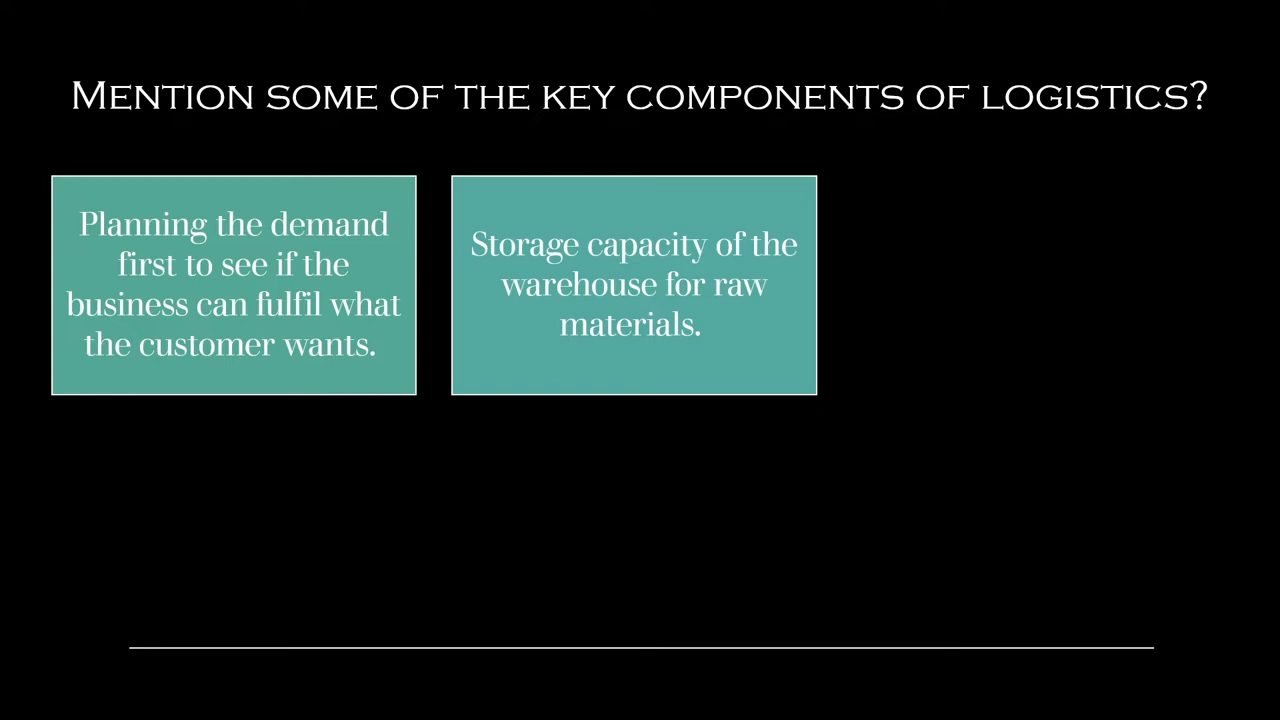 Mention some of the key components of logistics?
Planning the demand
first to see if the
business can fulfil what
the customer wants.
Storage capacity of the
warehouse for raw
materials.